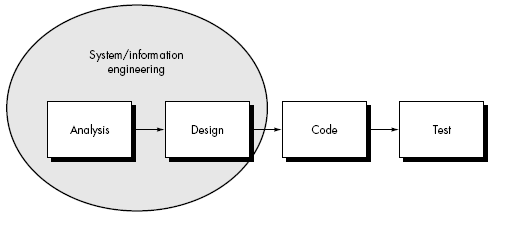 System/information
engineering
Analysis
Design
Code
Test